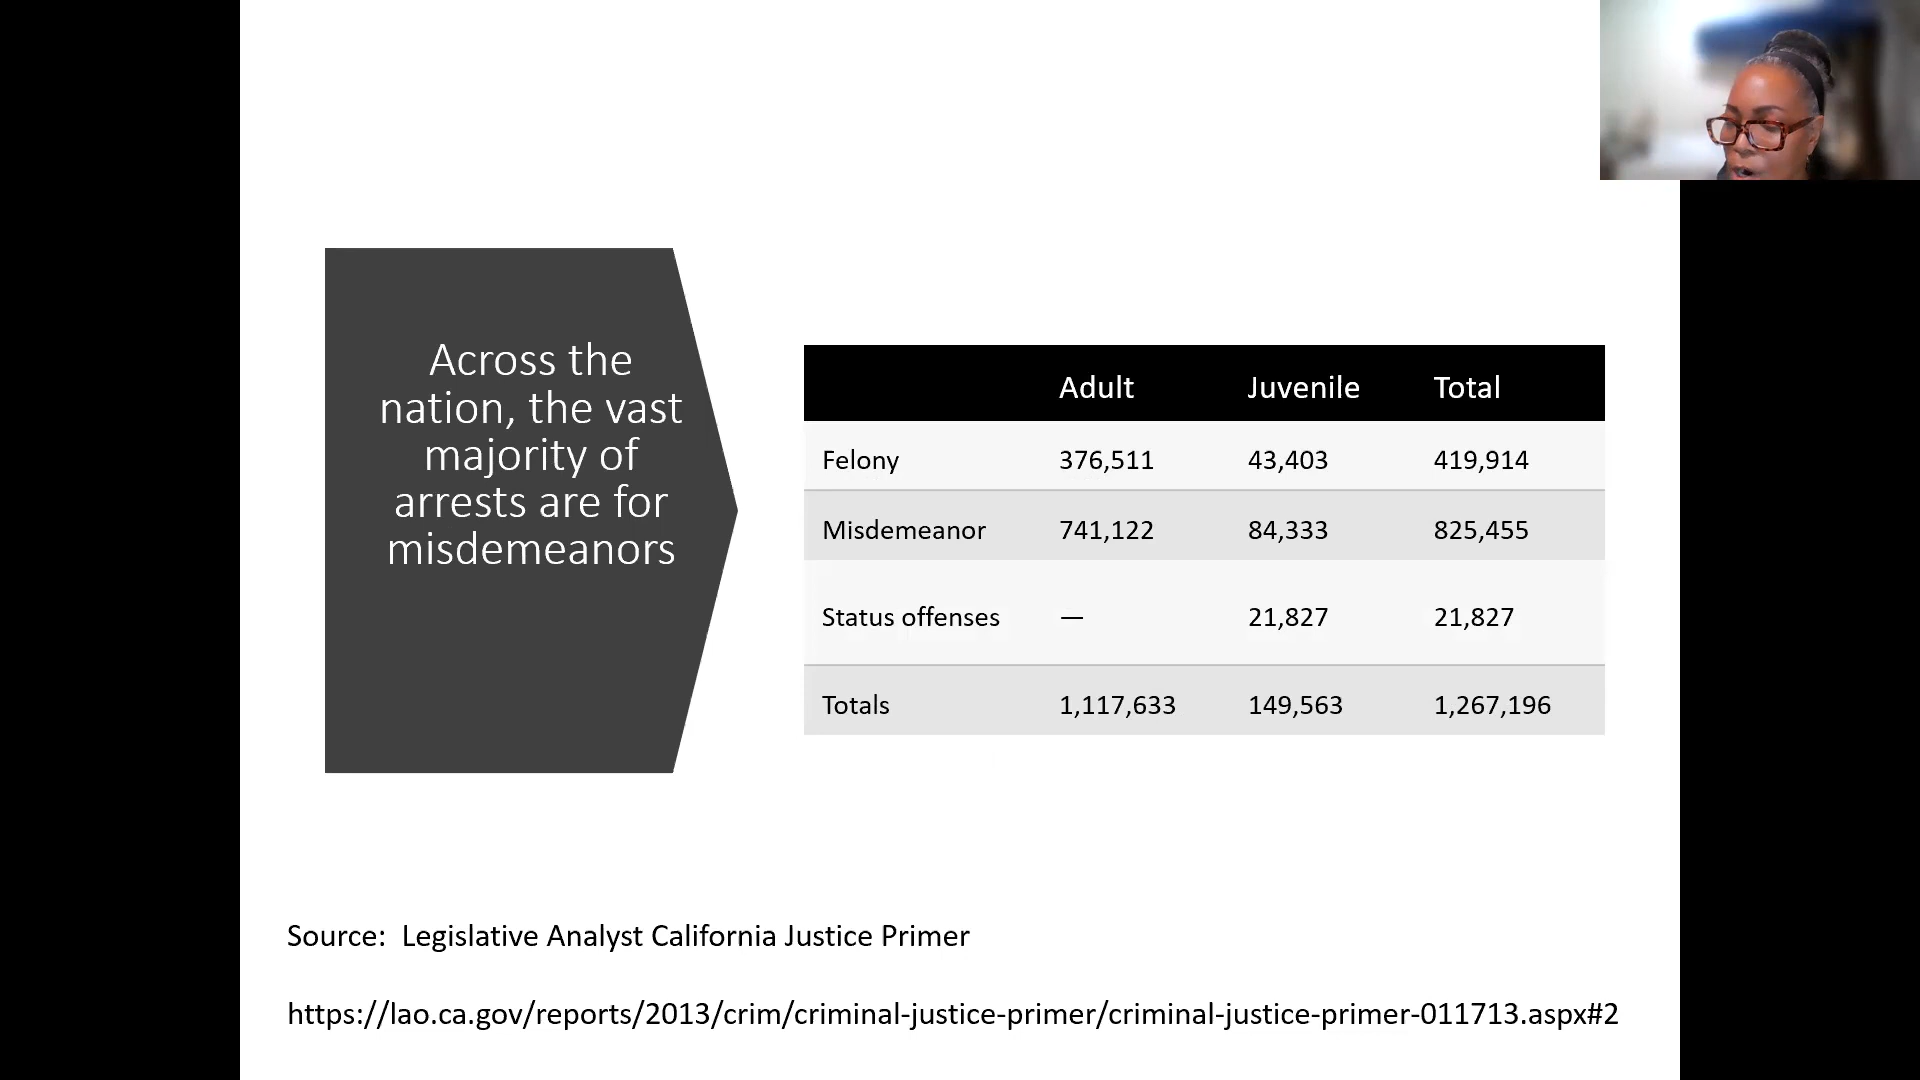 Across the
nation, the vast
majority of
arrests are for
misdemeanors
Adult Juvenile Total
Felony 376,511 43,403 419,914
Misdemeanor 741,122 84,333 825,455
Status offenses — 21,827 21,827
Totals 1,117,633 149,563 1,267,196
Source: Legislative Analyst California Justice Primer
https://lao.ca.gov/reports/2013/crim/criminal-justice-primer/criminal-justice-primer-011713.aspx#2